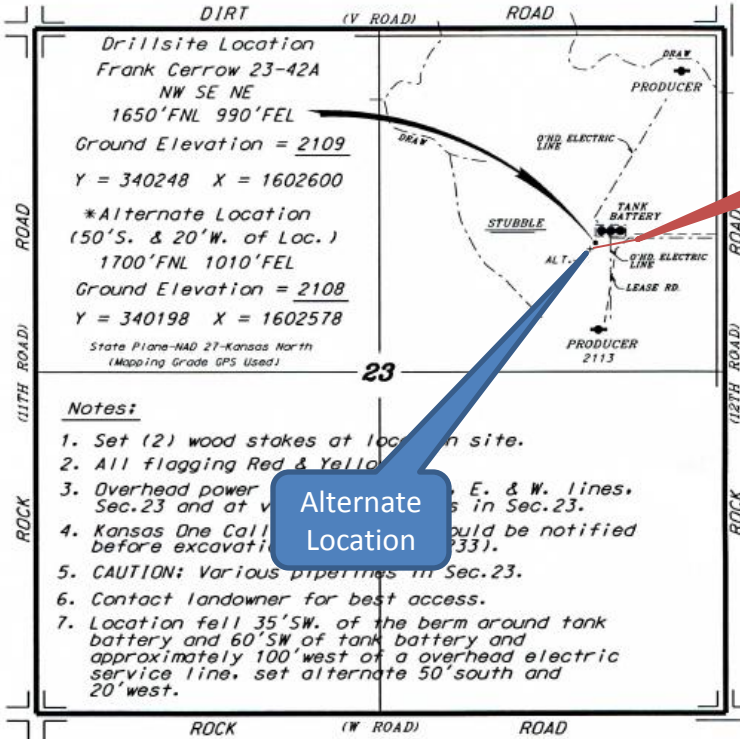 DIRT (V ROAD) ROAD
Drillsite Location
Frank Cerrow 23-42A
NW SE NE
1650'FNL 990'FEL
Ground Elevation = 2109
Y = 340248 X = 1602600
*Alternate Location
(50'S. & 20'W. of Loc.)
1700'FNL 1010'FEL
Ground Elevation = 2108
Y = 340198 X = 1602578
State Plane-NAD 27-Kansas North
(Mapping Grade GPS Used)
DRAW
PRODUCER
O'HD. ELECTRIC
LINE
DRAW
STUBBLE
TANK
BATTERY
ALT.
O'HD. ELECTRIC
LINE
LEASE RD.
PRODUCER
2113
23
ROAD
(11TH ROAD)
ROCK
ROAD
(12TH ROAD)
ROCK
Notes:
1. Set (2) wood stakes at loc n site.
2. All flagging Red & Yello
3. Overhead power , E. & W. lines,
Sec.23 and at v s in Sec.23.
4. Kansas One Call ould be notified
before excavati 233).
5. CAUTION: Various pipelines in Sec.23.
6. Contact landowner for best access.
7. Location fell 35'SW. of the berm around tank
battery and 60'SW of tank battery and
approximately 100'west of a overhead electric
service line, set alternate 50'south and
20'west.
Alternate
Location
ROCK (W ROAD) ROAD